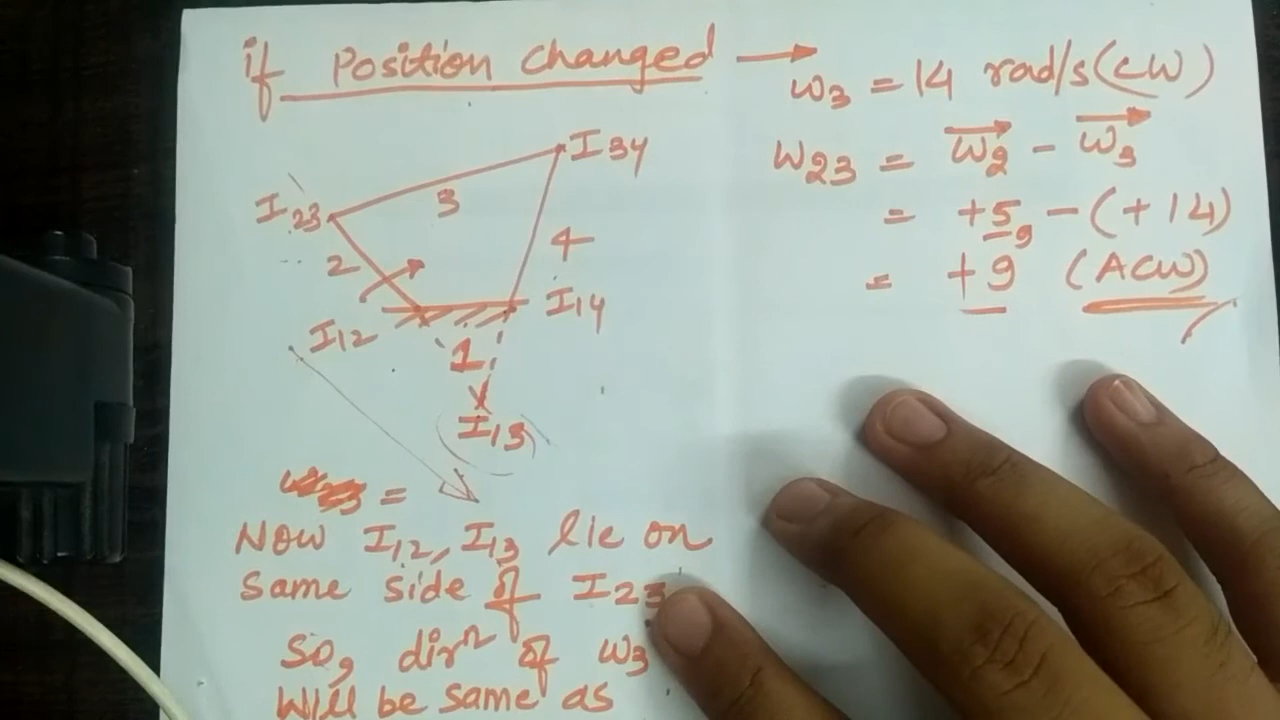 if Position Changed →
I34
I23
3
2
4
I12
I14
1
I13
=
Now I12, I13 lie on
same side of I23
So, dirⁿ of ω3
Will be same as
ω3 = 14 rad/s (CW)
ω23 = ω2 - ω3
= +5 - (+14)
= +9 (ACW)
9